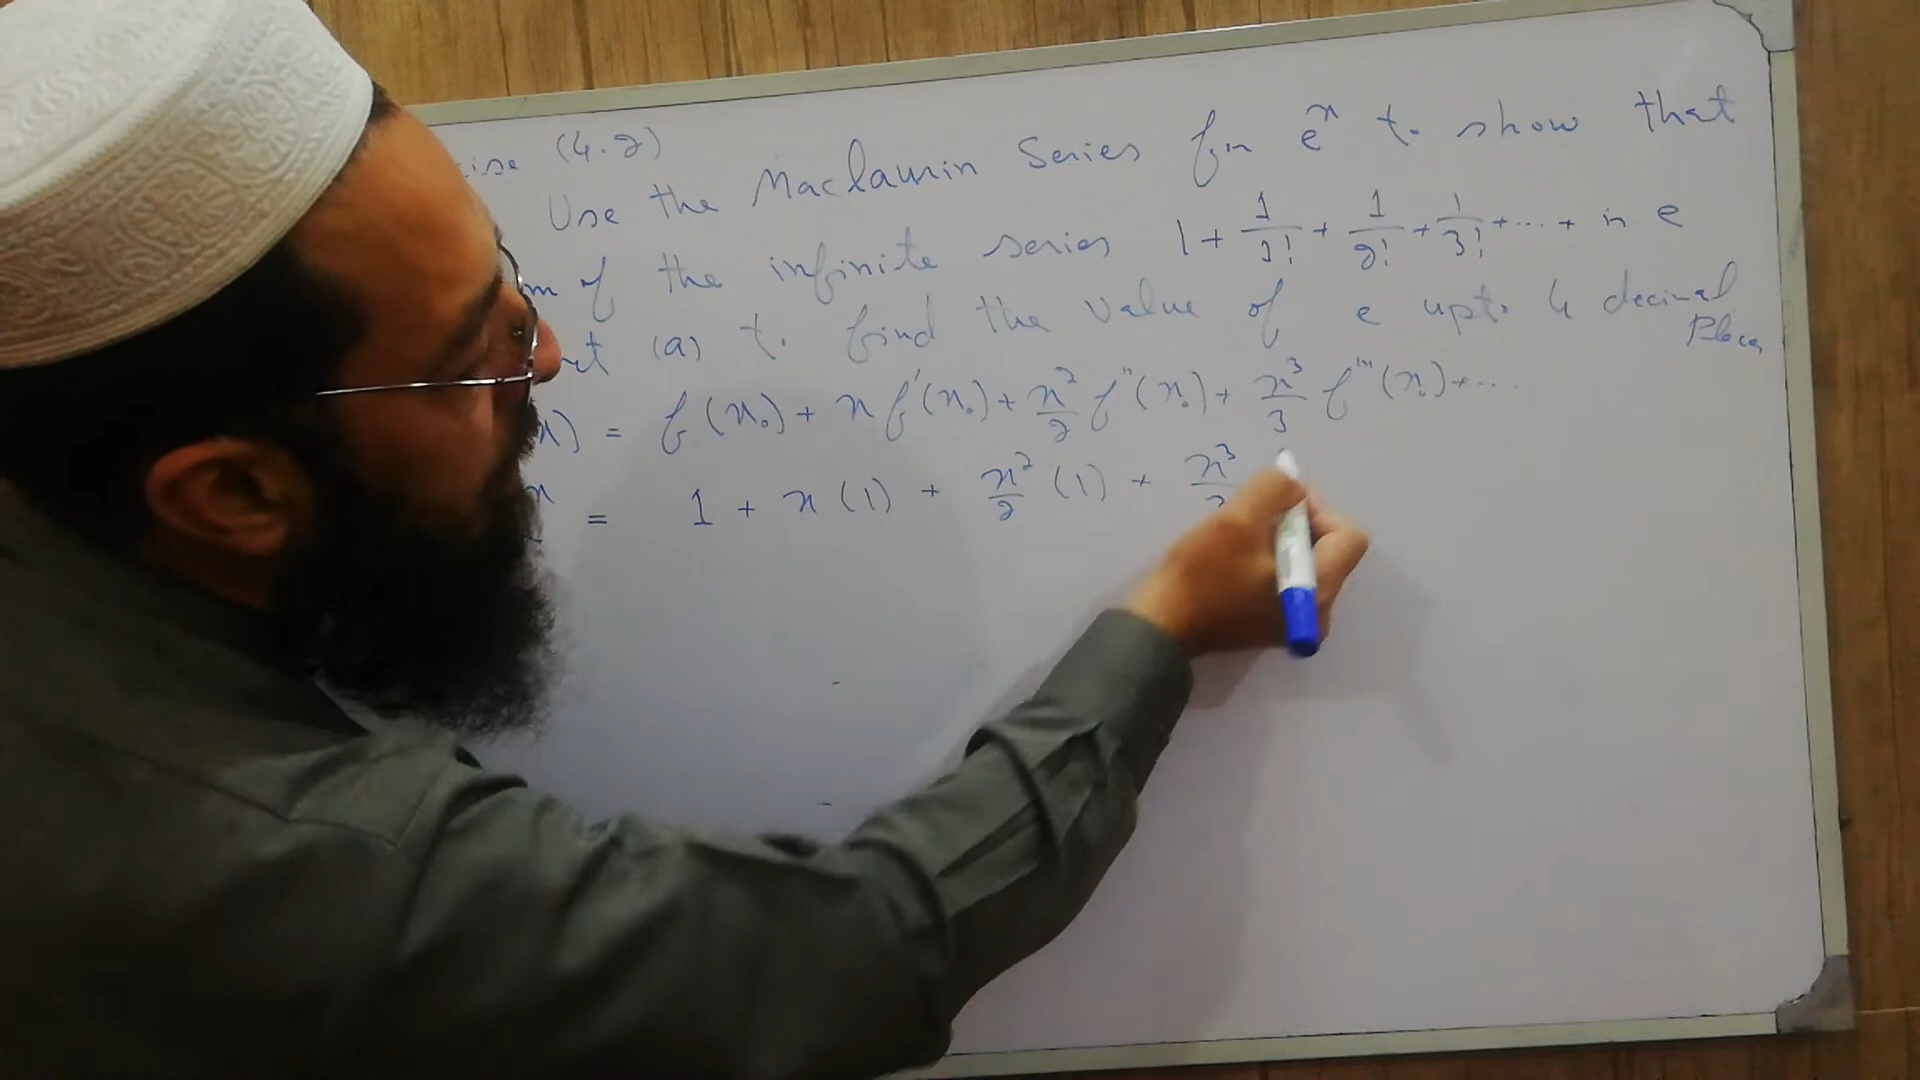 (4.2)
Use the Maclaurin Series for e^x to show that
of the infinite series 1 + 1/1! + 1/2! + 1/3! + ... + in e
(a) to find the value of e upto 4 decimal
Places
x) = f(x₀) + x f'(x₀) + x²/2 f''(x₀) + x³/3 f'''(x₀) + ...
= 1 + x(1) + x²/2 (1) + x³